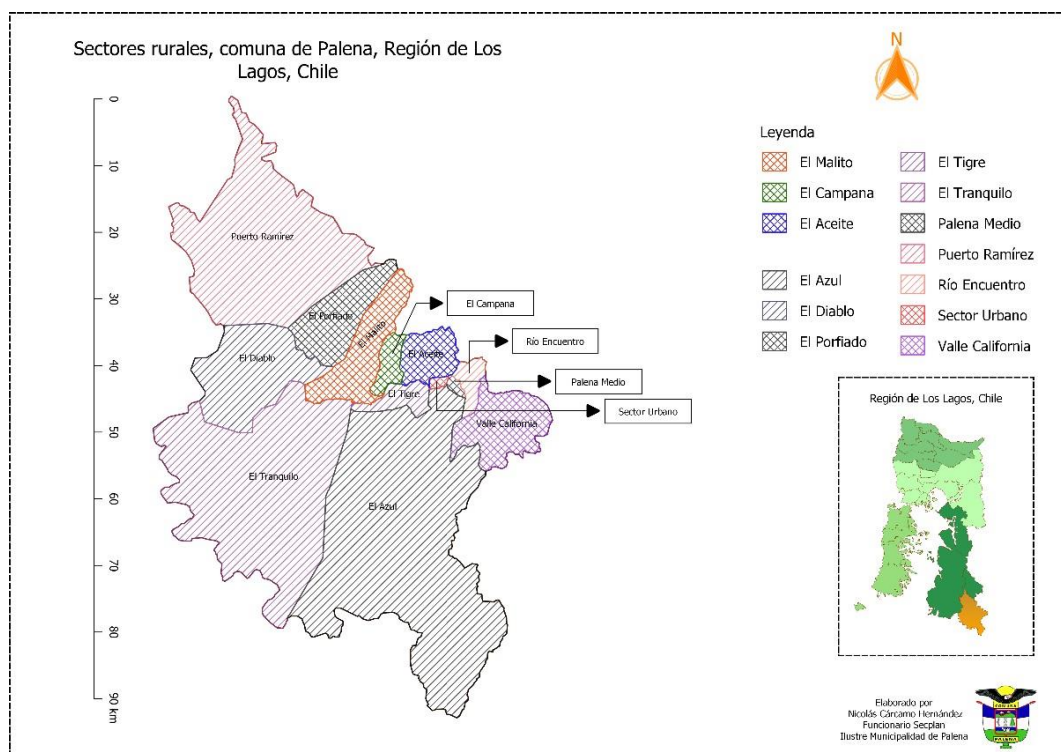 Sectores rurales, comuna de Palena, Región de Los
Lagos, Chile
N
0
10
20
30
40
50
60
70
80
90 km
Puerto Ramírez
El Porfiado
El Malito
El Diablo
El Aceite
El Tigre
Valle California
El Tranquilo
El Azul
El Campana
Río Encuentro
Palena Medio
Sector Urbano
Leyenda
El Malito
El Campana
El Aceite
El Azul
El Diablo
El Porfiado
El Tigre
El Tranquilo
Palena Medio
Puerto Ramírez
Río Encuentro
Sector Urbano
Valle California
Región de Los Lagos, Chile
Elaborado por
Nicolás Cárcamo Hernández
Funcionario Secplan
Ilustre Municipalidad de Palena
PALENA